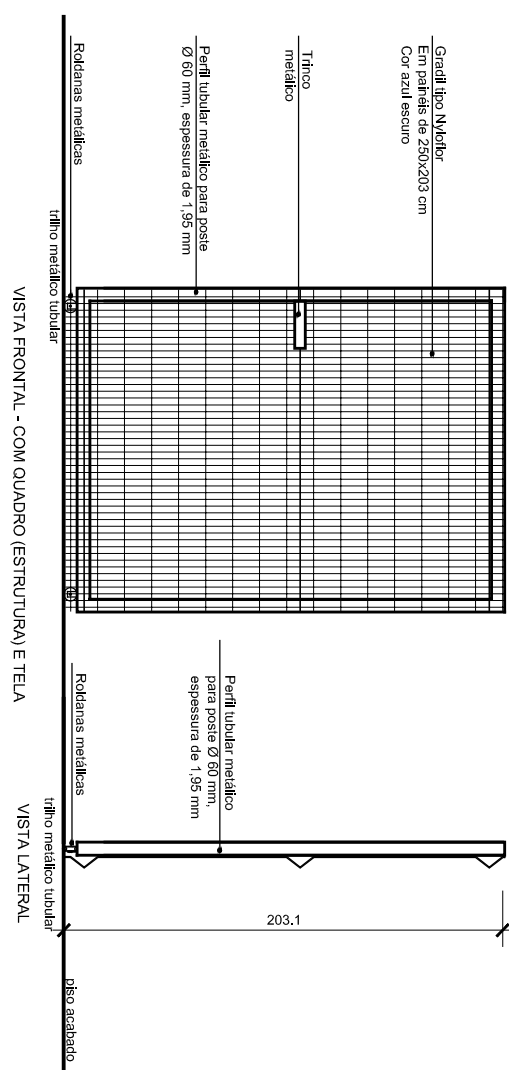 Gradil tipo Nyloflor
Em painéis de 250x203 cm
Cor azul escuro
Trinco
metálico
Perfil tubular metálico para poste
Ø 60 mm, espessura de 1,95 mm
Roldanas metálicas
trilho metálico tubular
VISTA FRONTAL - COM QUADRO (ESTRUTURA) E TELA
Perfil tubular metálico
para poste Ø 60 mm,
espessura de 1,95 mm
Roldanas metálicas
trilho metálico tubular
VISTA LATERAL
203.1
piso acabado